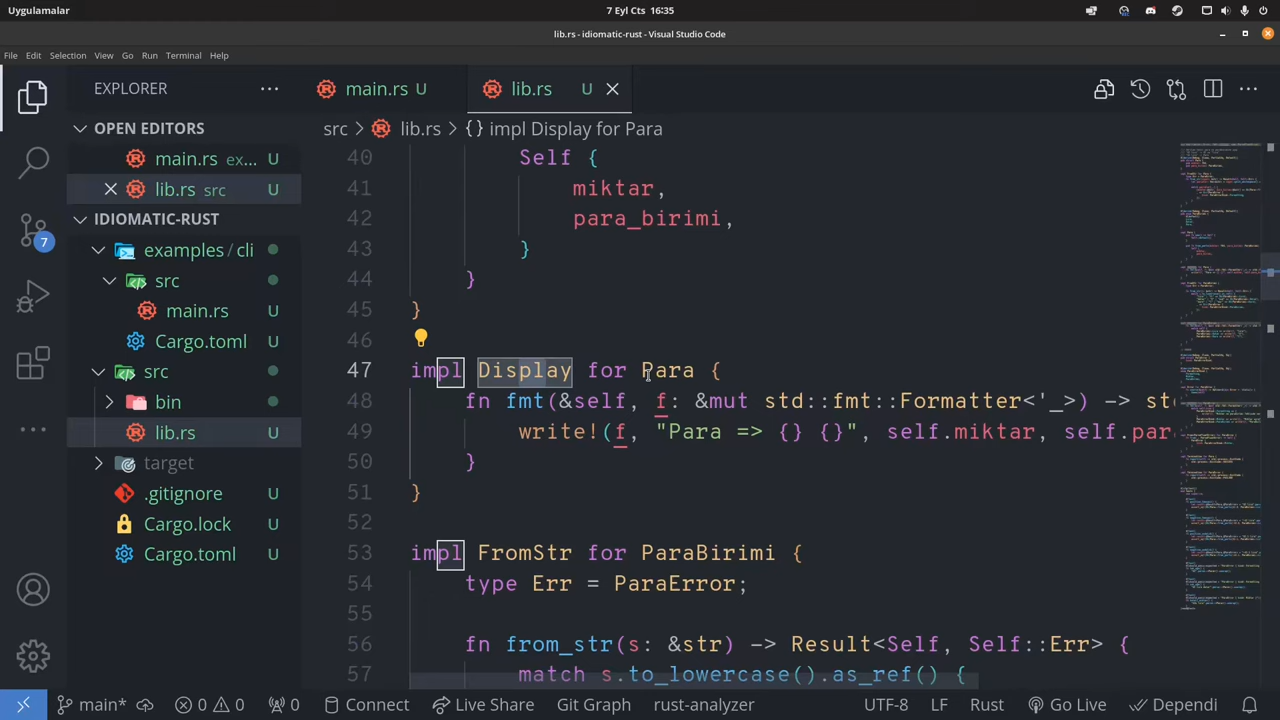 Uygulamalar
7 Eyl Cts 16:35
lib.rs - idiomatic-rust - Visual Studio Code
File Edit Selection View Go Run Terminal Help
EXPLORER
main.rs U
lib.rs U
OPEN EDITORS
src > lib.rs > {} impl Display for Para
main.rs ex... U
lib.rs src U
IDIOMATIC-RUST
examples / cli
src
main.rs U
Cargo.toml U
src
bin
lib.rs U
target
.gitignore U
Cargo.lock U
Cargo.toml U
7
40 Self {
41 miktar,
42 para_birimi,
43 }
44 }
45 }
46
47 impl Display for Para {
48 fn fmt(&self, f: &mut std::fmt::Formatter<'_>) -> st
49 write!(f, "Para => {} {}", self.miktar, self.par
50 }
51 }
52
53 impl FromStr for ParaBirimi {
54 type Err = ParaError;
55
56 fn from_str(s: &str) -> Result<Self, Self::Err> {
57 match s.to_lowercase().as_ref() {
main* 0 0 0 Connect Live Share Git Graph rust-analyzer UTF-8 LF Rust Go Live Dependi